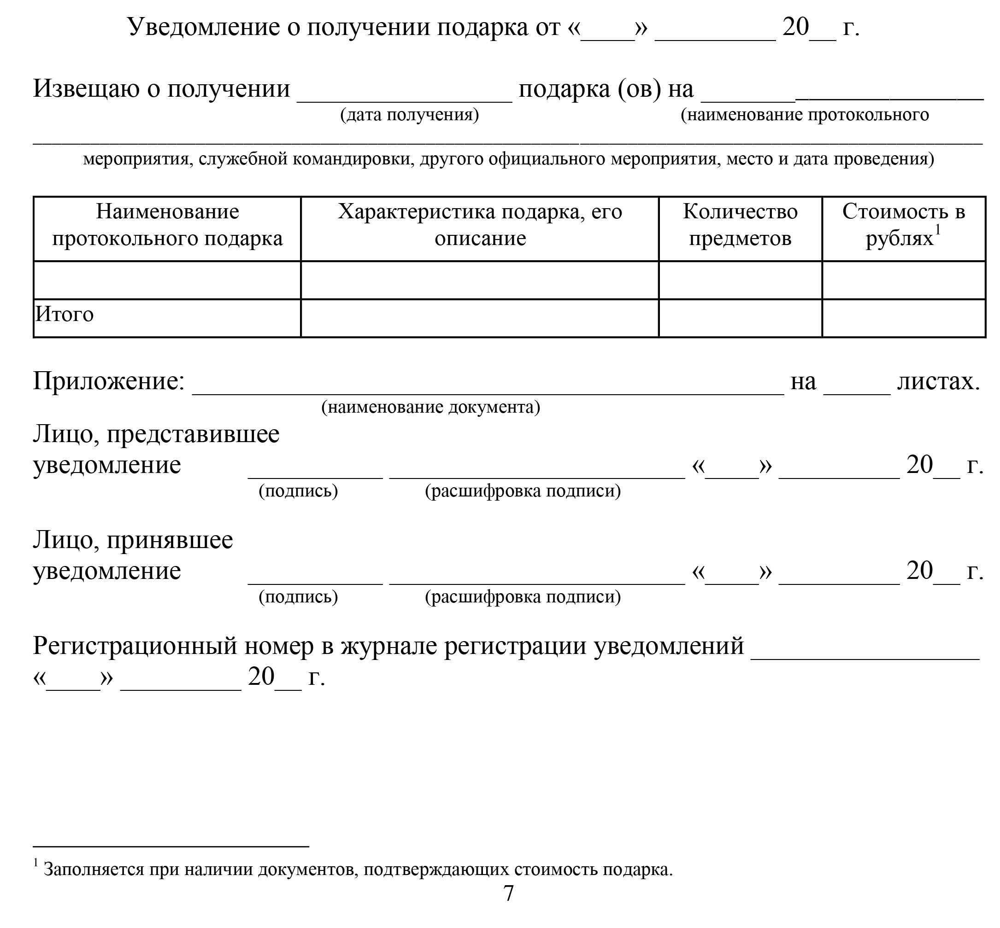 Уведомление о получении подарка от «____» _________ 20__ г.
Извещаю о получении ________________ подарка (ов) на _____________________
(дата получения) (наименование протокольного
____________________________________________________________________________________________________
мероприятия, служебной командировки, другого официального мероприятия, место и дата проведения)
Наименование протокольного подарка
Характеристика подарка, его описание
Количество предметов
Стоимость в рублях¹
Итого
Приложение: ____________________________________________ на _____ листах.
(наименование документа)
Лицо, представившее
уведомление __________ ______________________ «____» _________ 20__ г.
(подпись) (расшифровка подписи)
Лицо, принявшее
уведомление __________ ______________________ «____» _________ 20__ г.
(подпись) (расшифровка подписи)
Регистрационный номер в журнале регистрации уведомлений _________________
«____» _________ 20__ г.
¹ Заполняется при наличии документов, подтверждающих стоимость подарка.
7